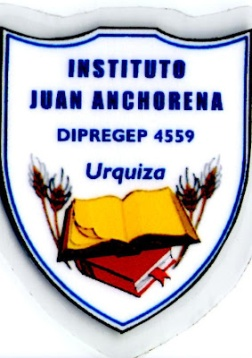 INSTITUTO
JUAN ANCHORENA
DIPREGEP 4559
Urquiza